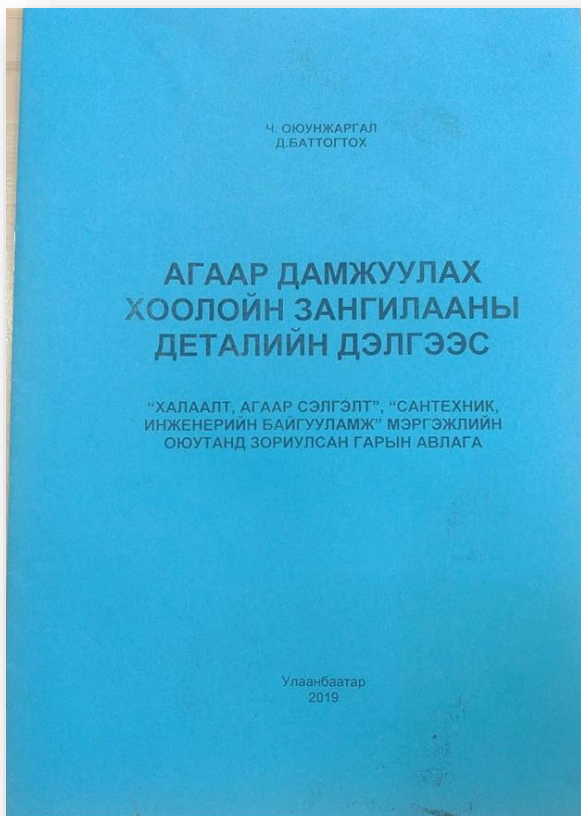 Ч. ОЮУНЖАРГАЛ
Д.БАТТОГТОХ
АГААР ДАМЖУУЛАХ
ХООЛОЙН ЗАНГИЛААНЫ
ДЕТАЛИЙН ДЭЛГЭЭС
“ХАЛААЛТ, АГААР СЭЛГЭЛТ”, “САНТЕХНИК,
ИНЖЕНЕРИЙН БАЙГУУЛАМЖ” МЭРГЭЖЛИЙН
ОЮУТАНД ЗОРИУЛСАН ГАРЫН АВЛАГА
Улаанбаатар
2019